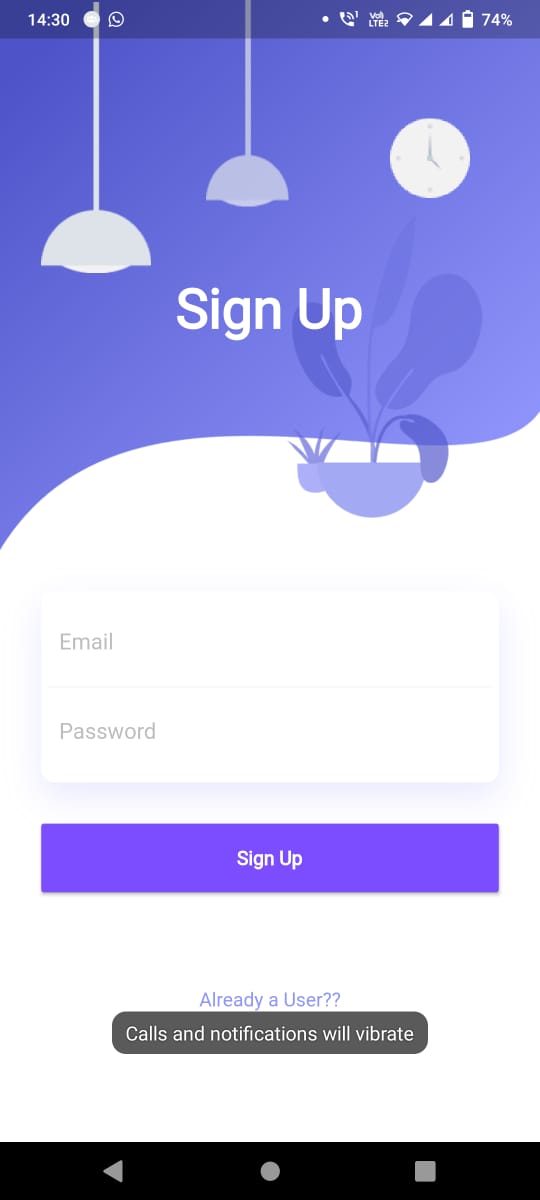 14:30
Vo) LTE2 74%
Sign Up
Email
Password
Sign Up
Already a User??
Calls and notifications will vibrate